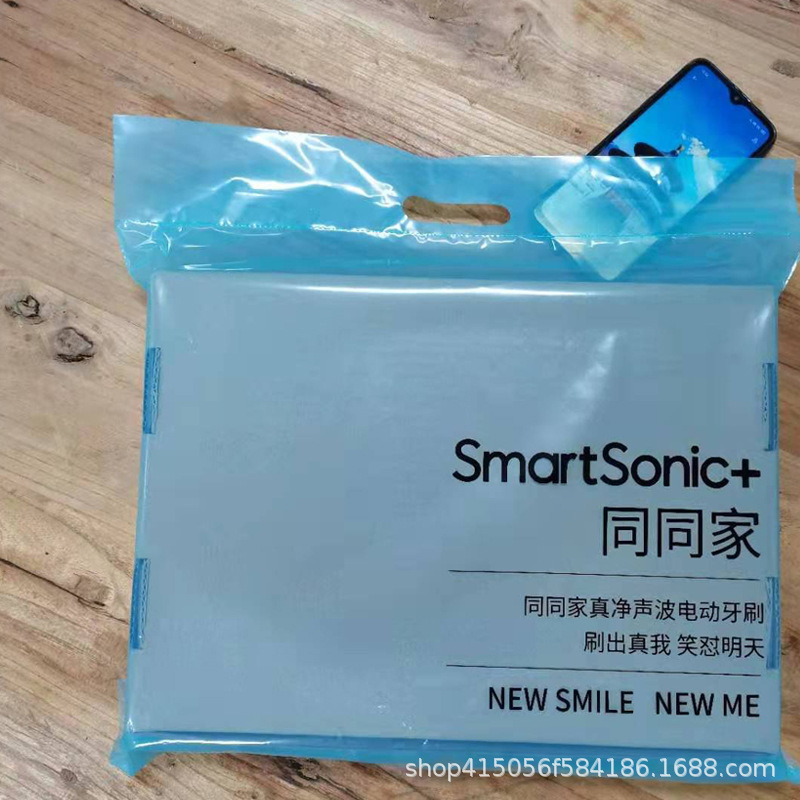 SmartSonic+
同同家
同同家真净声波电动牙刷
刷出真我 笑怼明天
NEW SMILE NEW ME
shop415056f584186.1688.com